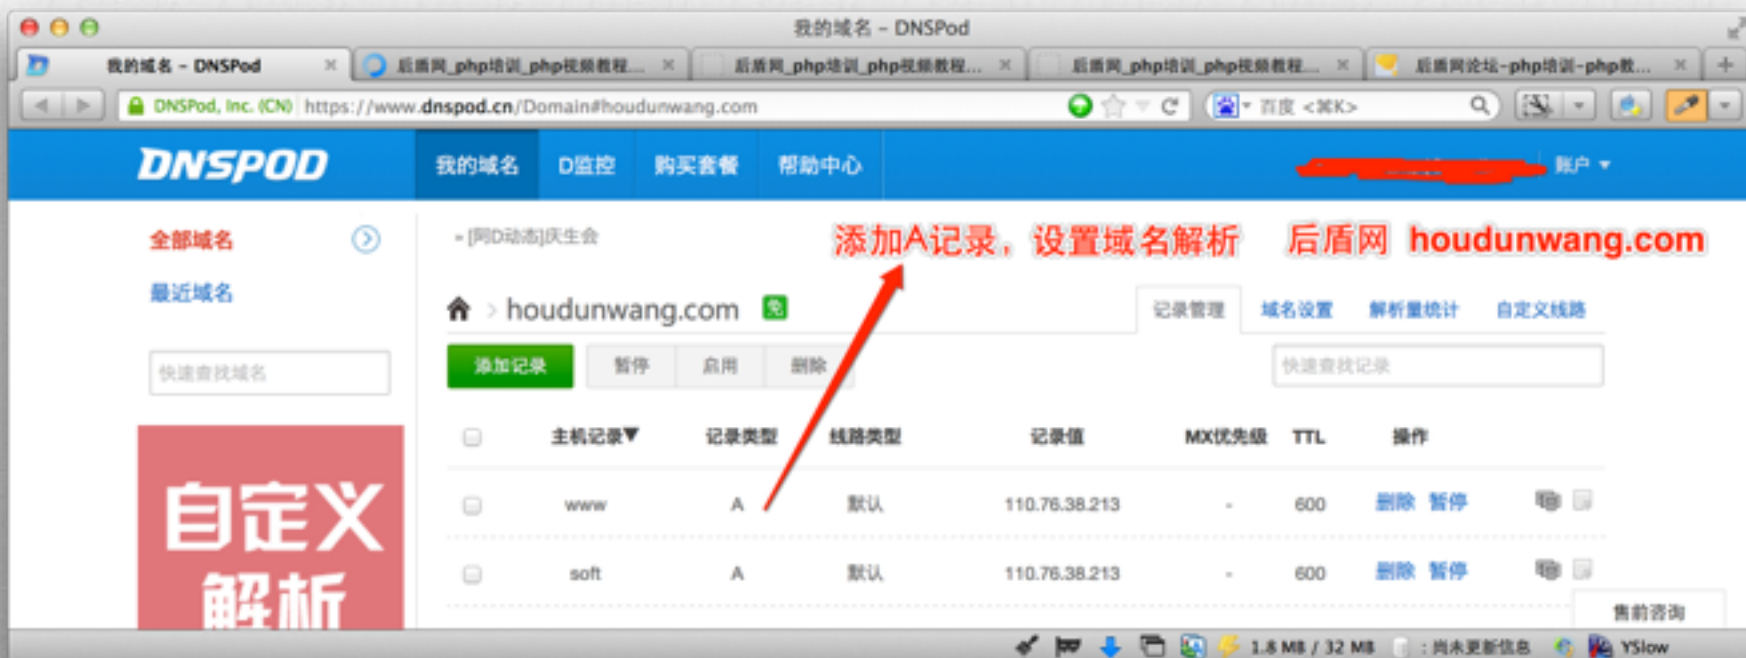 我的域名 - DNSPod
我的域名 - DNSPod 后盾网_php培训_php视频教程... 后盾网_php培训_php视频教程... 后盾网_php培训_php视频教程... 后盾网论坛-php培训-php教...
DNSPod, Inc. (CN) https://www.dnspod.cn/Domain#houdunwang.com 百度 <⌘K>
DNSPOD 我的域名 D监控 购买套餐 帮助中心 账户
全部域名
最近域名
快速查找域名
自定义
解析
- [阿D动态]庆生会
添加A记录，设置域名解析 后盾网 houdunwang.com
> houdunwang.com 免 记录管理 域名设置 解析量统计 自定义线路
添加记录 暂停 启用 删除 快速查找记录
主机记录▼ 记录类型 线路类型 记录值 MX优先级 TTL 操作
www A 默认 110.76.38.213 - 600 删除 暂停
soft A 默认 110.76.38.213 - 600 删除 暂停
售前咨询
1.8 MB / 32 MB : 尚未更新信息 YSlow